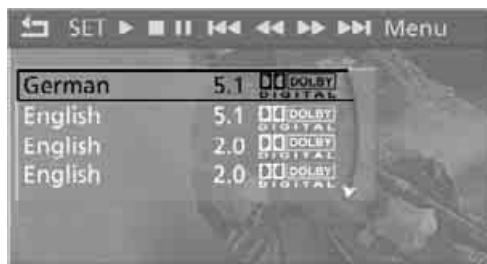 SET Menu
German 5.1 DOLBY DIGITAL
English 5.1 DOLBY DIGITAL
English 2.0 DOLBY DIGITAL
English 2.0 DOLBY DIGITAL